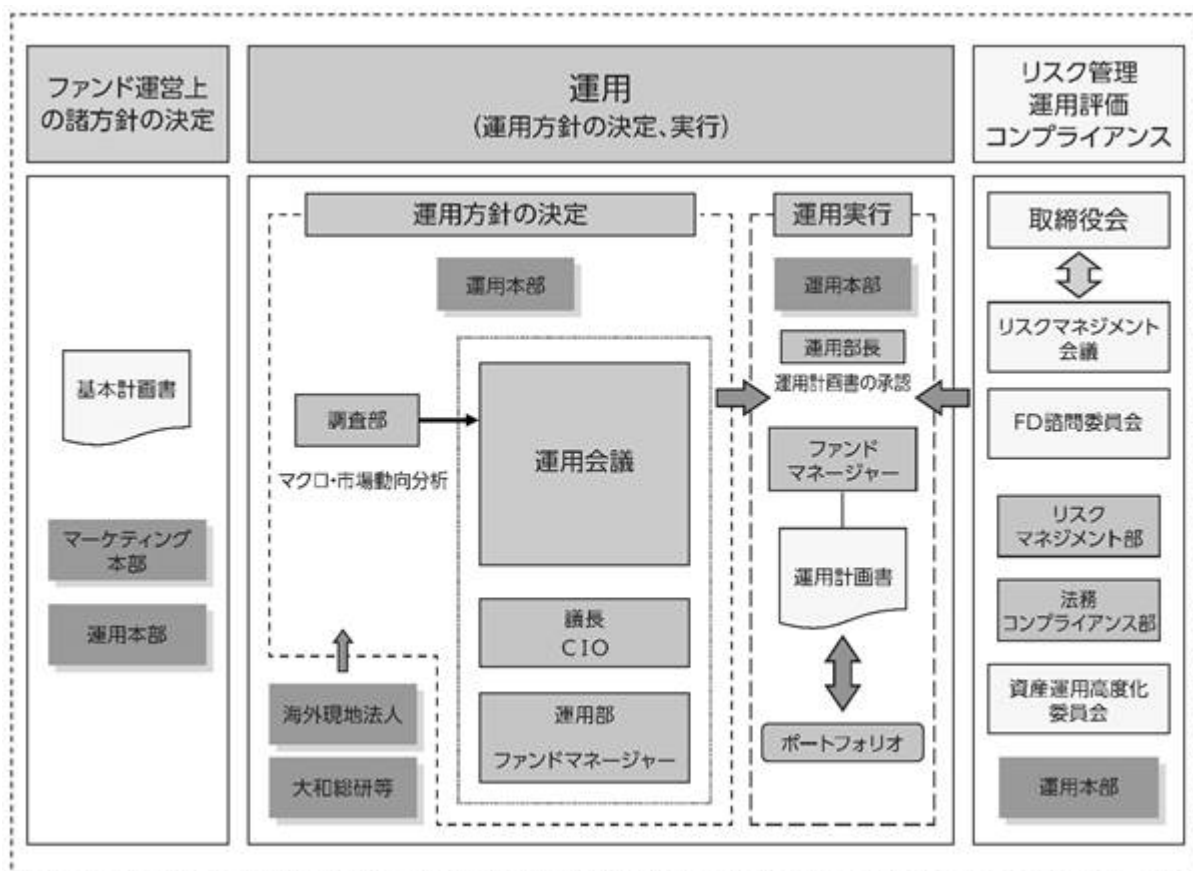 ファンド運営上
の諸方針の決定
基本計画書
マーケティング
本部
運用本部
運用
(運用方針の決定、実行)
運用方針の決定
運用本部
調査部
マクロ・市場動向分析
運用会議
議長
CIO
運用部
ファンドマネージャー
海外現地法人
大和総研等
運用実行
運用本部
運用部長
運用計画書の承認
ファンド
マネージャー
運用計画書
ポートフォリオ
リスク管理
運用評価
コンプライアンス
取締役会
リスクマネジメント
会議
FD諮問委員会
リスク
マネジメント部
法務
コンプライアンス部
資産運用高度化
委員会
運用本部